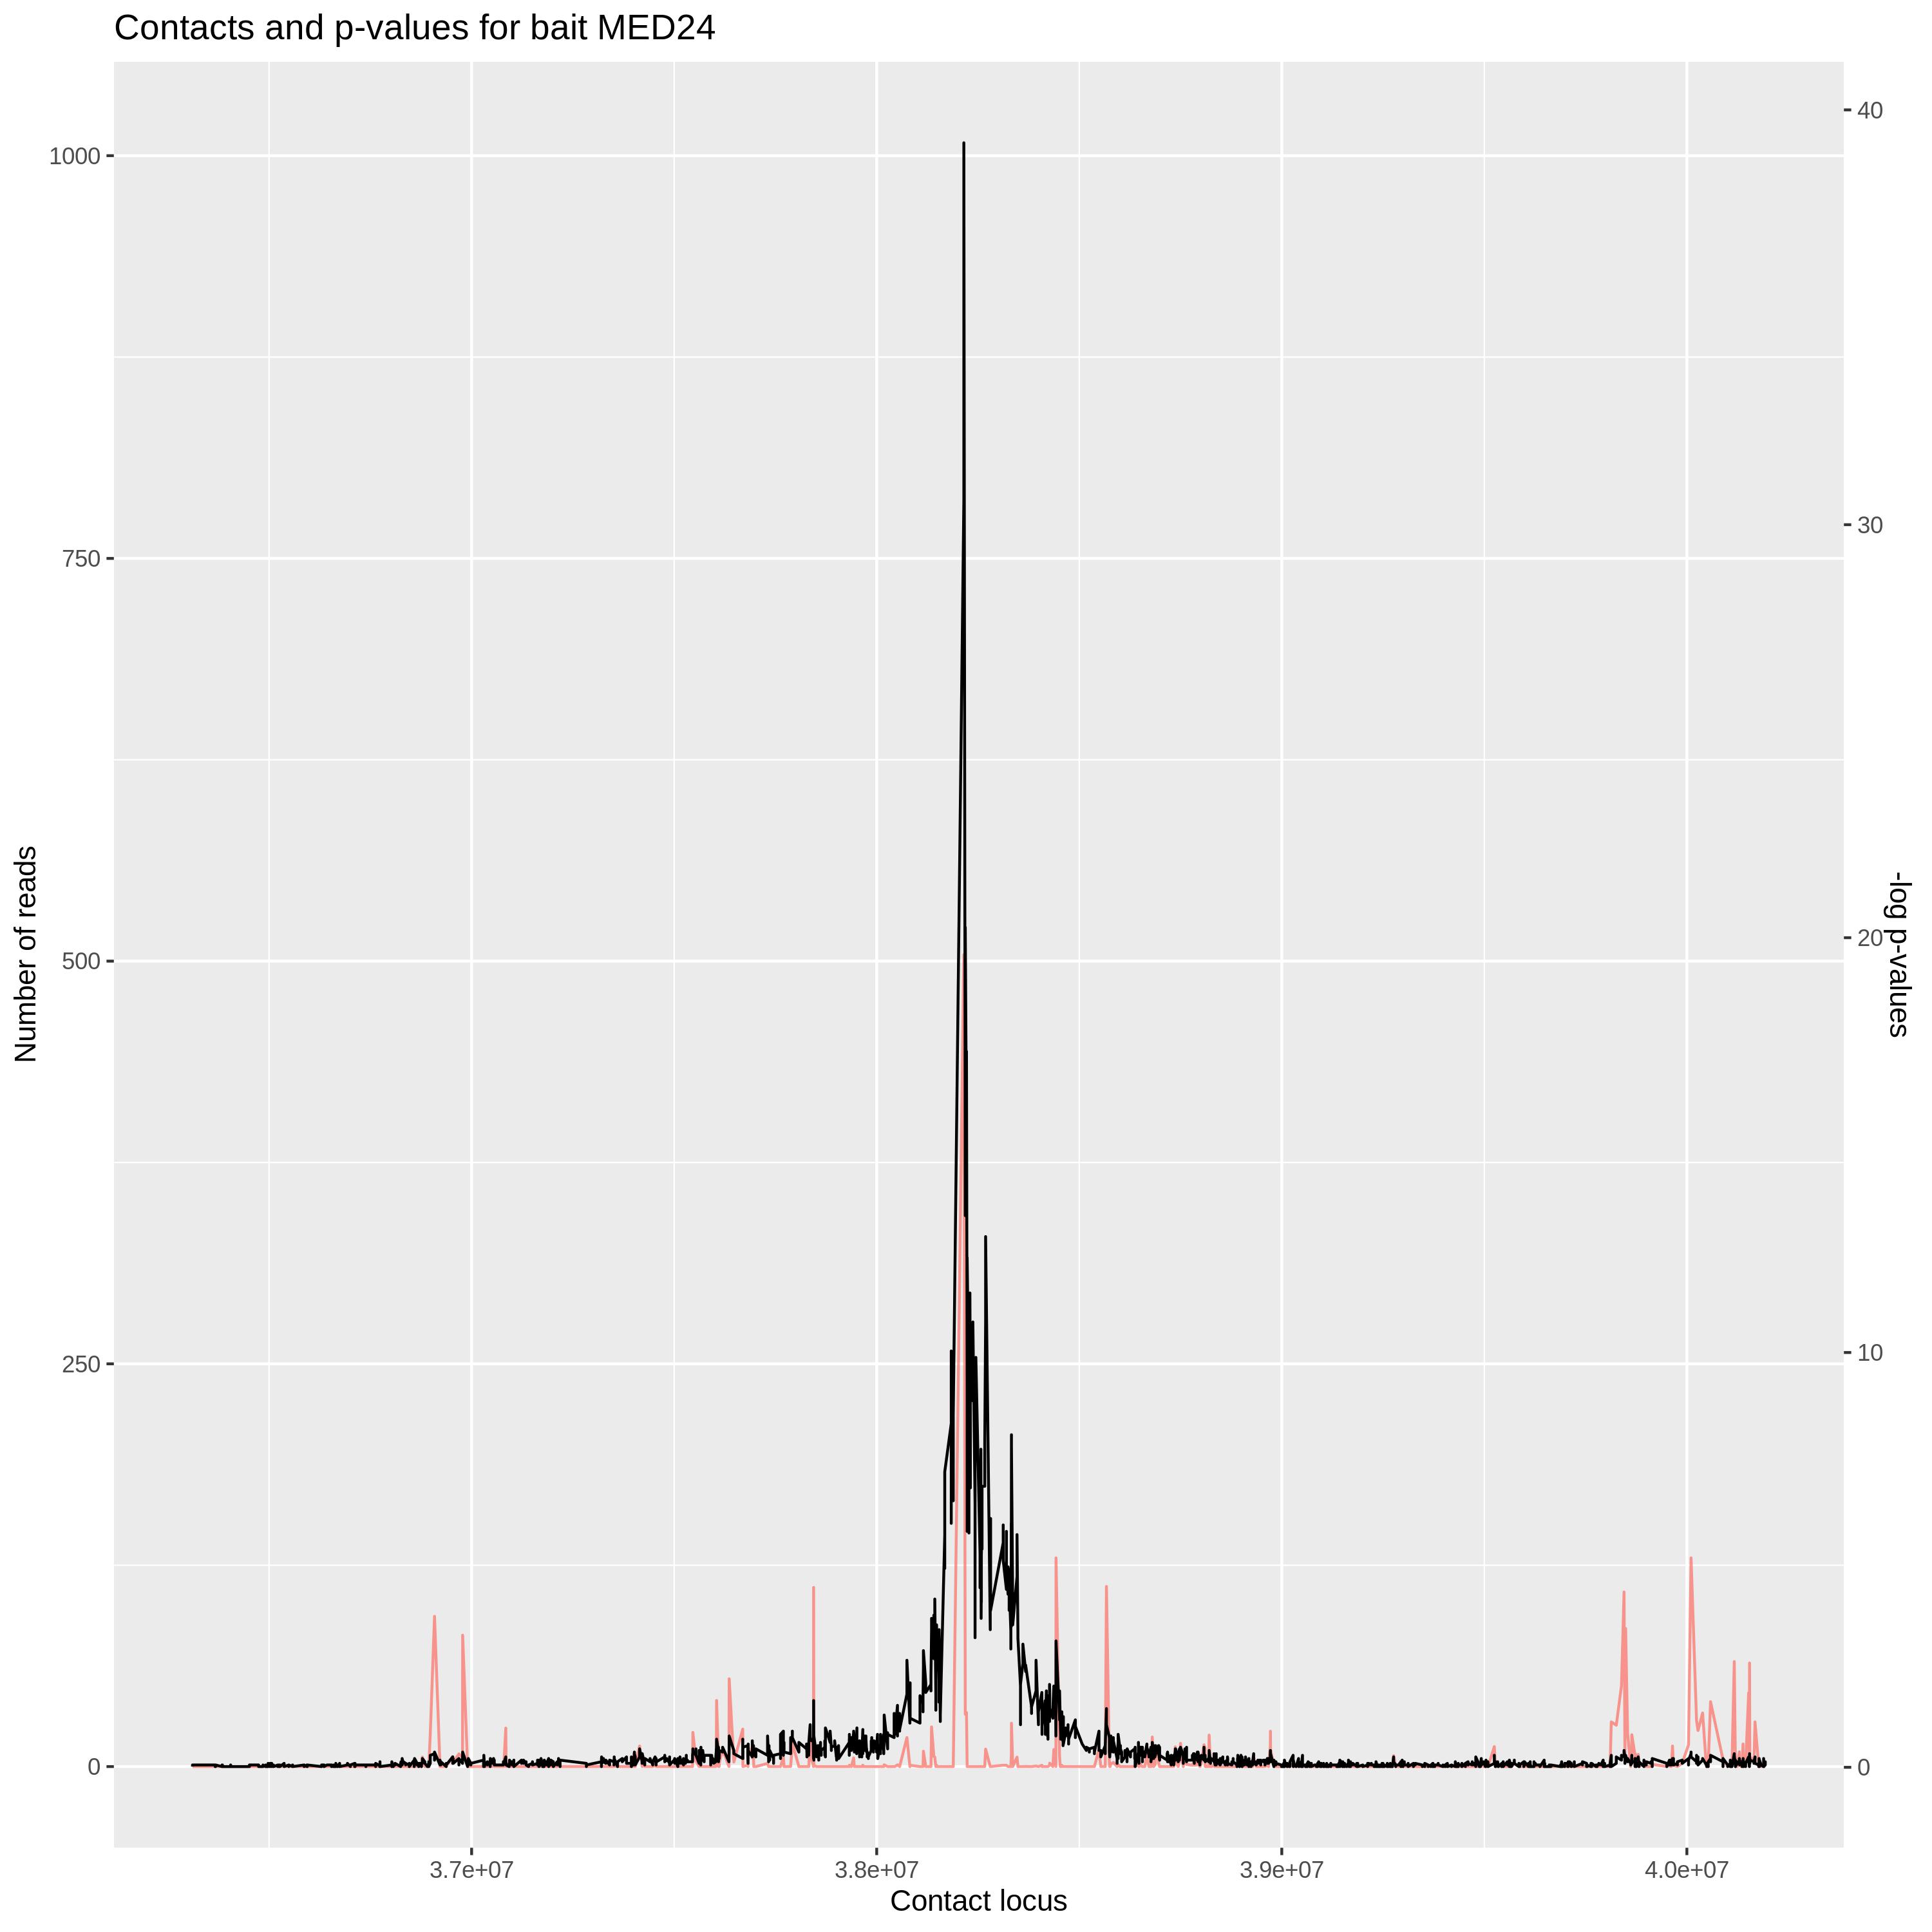 Contacts and p-values for bait MED24
1000
750
500
250
0
Number of reads
40
30
20
10
0
-log p-values
3.7e+07
3.8e+07
3.9e+07
4.0e+07
Contact locus